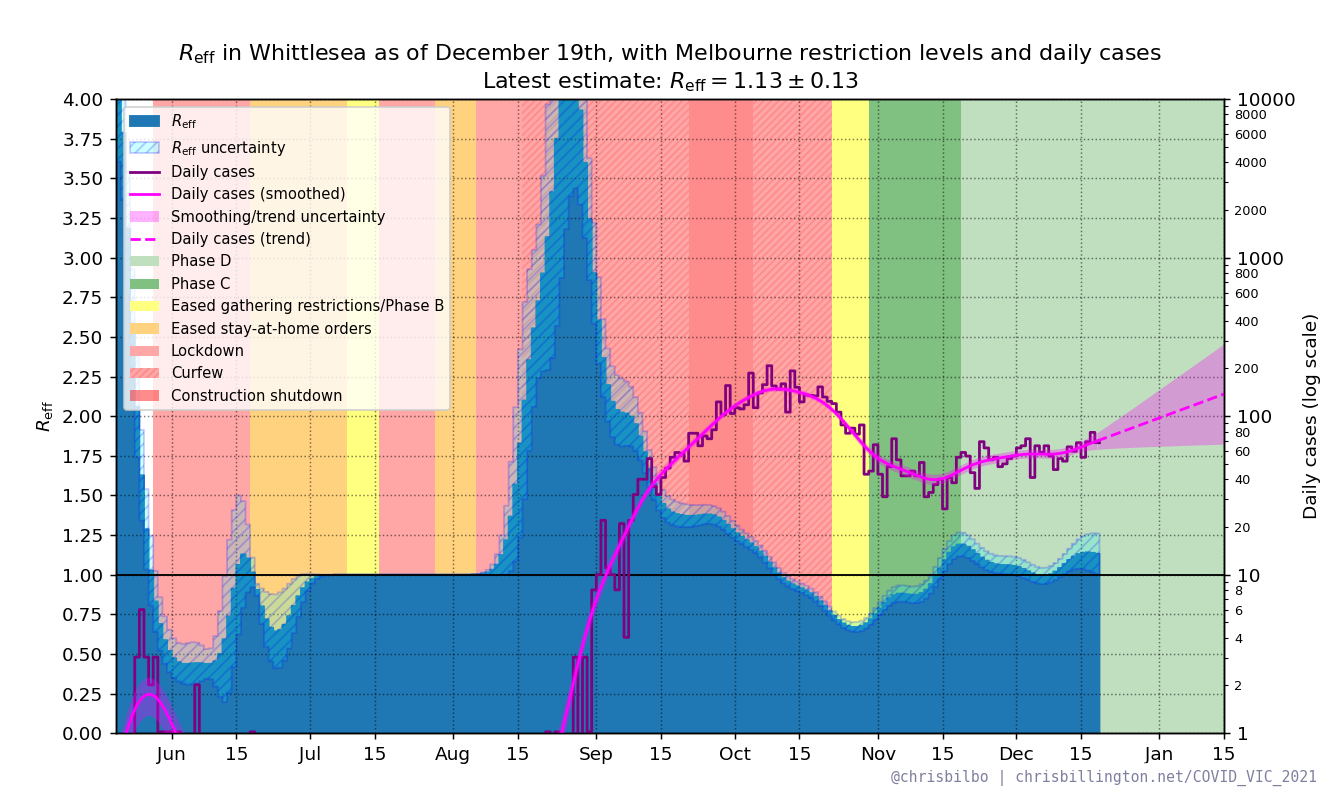 R_eff in Whittlesea as of December 19th, with Melbourne restriction levels and daily cases
Latest estimate: R_eff = 1.13 ± 0.13
R_eff
4.00
3.75
3.50
3.25
3.00
2.75
2.50
2.25
2.00
1.75
1.50
1.25
1.00
0.75
0.50
0.25
0.00
R_eff
R_eff uncertainty
Daily cases
Daily cases (smoothed)
Smoothing/trend uncertainty
Daily cases (trend)
Phase D
Phase C
Eased gathering restrictions/Phase B
Eased stay-at-home orders
Lockdown
Curfew
Construction shutdown
10000
8000
6000
4000
2000
1000
800
600
400
200
100
80
60
40
20
10
8
6
4
2
1
Daily cases (log scale)
Jun 15 Jul 15 Aug 15 Sep 15 Oct 15 Nov 15 Dec 15 Jan 15
@chrisbilbo | chrisbillington.net/COVID_VIC_2021